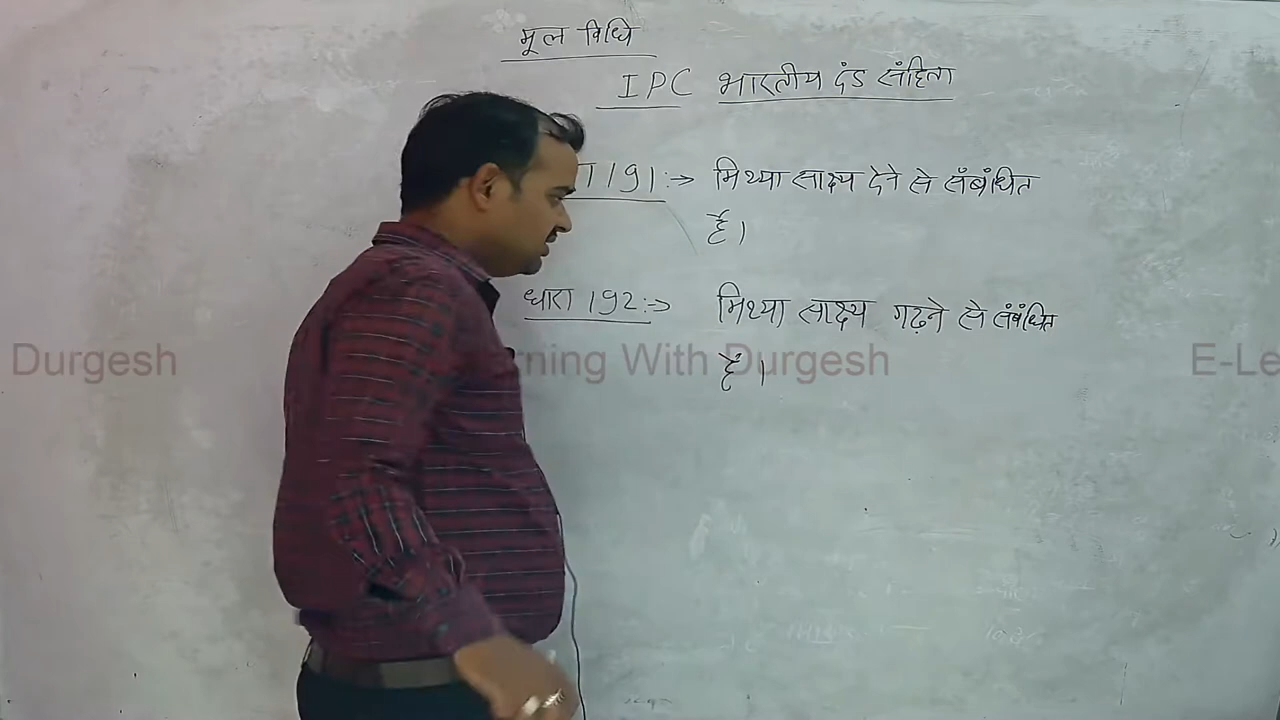 मूल विधि
IPC भारतीय दंड संहिता
191:→ मिथ्या साक्ष्य देने से संबंधित
है।
धारा 192:→ मिथ्या साक्ष्य गढ़ने से संबंधित
है।
Durgesh rning With Durgesh E-Le